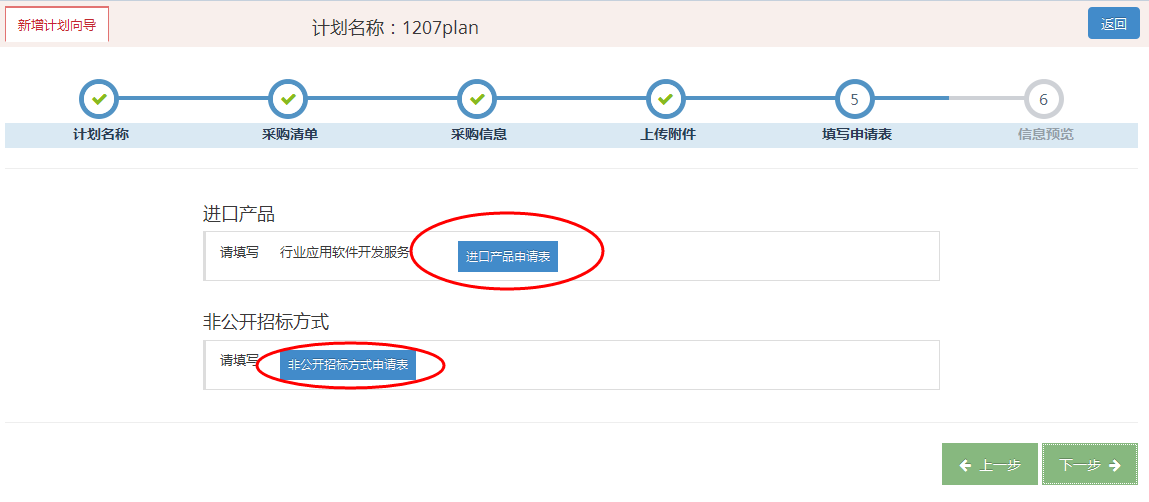 新增计划向导
计划名称：1207plan
返回
5
6
计划名称
采购清单
采购信息
上传附件
填写申请表
信息预览
进口产品
请填写 行业应用软件开发服务
进口产品申请表
非公开招标方式
请填写
非公开招标方式申请表
上一步
下一步